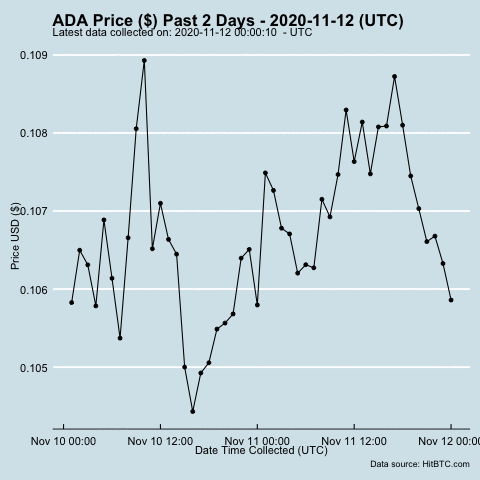 ADA Price ($) Past 2 Days - 2020-11-12 (UTC)
Latest data collected on: 2020-11-12 00:00:10  - UTC
0.109
0.108
0.107
0.106
0.105
Price USD ($)
Nov 10 00:00 Nov 10 12:00 Nov 11 00:00 Nov 11 12:00 Nov 12 00:00
Date Time Collected (UTC)
Data source: HitBTC.com